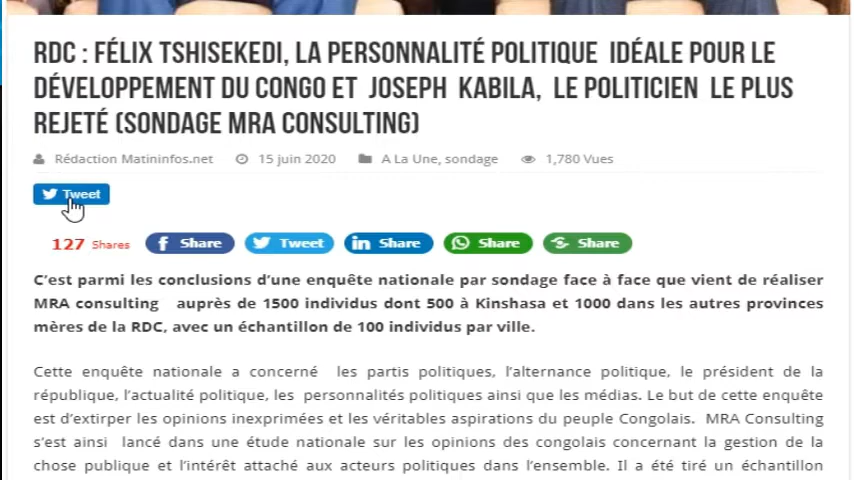 RDC : FÉLIX TSHISEKEDI, LA PERSONNALITÉ POLITIQUE IDÉALE POUR LE
DÉVELOPPEMENT DU CONGO ET JOSEPH KABILA, LE POLITICIEN LE PLUS
REJETÉ (SONDAGE MRA CONSULTING)
Rédaction Matininfos.net 15 juin 2020 A La Une, sondage 1,780 Vues
Tweet
127 Shares Share Tweet Share Share Share
C'est parmi les conclusions d'une enquête nationale par sondage face à face que vient de réaliser
MRA consulting auprès de 1500 individus dont 500 à Kinshasa et 1000 dans les autres provinces
mères de la RDC, avec un échantillon de 100 individus par ville.
Cette enquête nationale a concerné les partis politiques, l'alternance politique, le président de la
république, l'actualité politique, les personnalités politiques ainsi que les médias. Le but de cette enquête
est d'extirper les opinions inexprimées et les véritables aspirations du peuple Congolais. MRA Consulting
s'est ainsi lancé dans une étude nationale sur les opinions des congolais concernant la gestion de la
chose publique et l'intérêt attaché aux acteurs politiques dans l'ensemble. Il a été tiré un échantillon